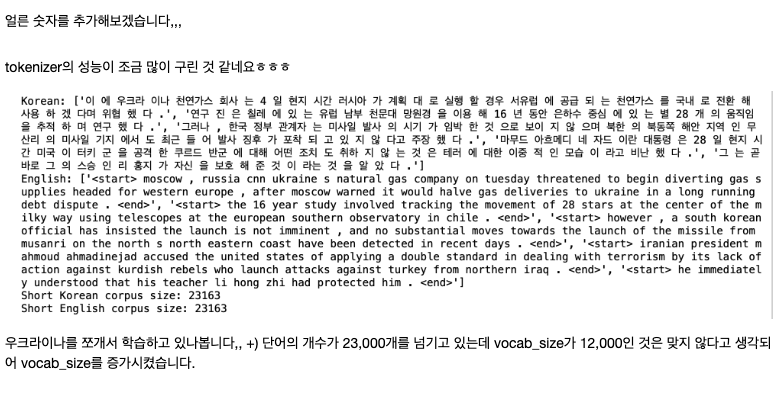 얼른 숫자를 추가해보겠습니다,,,
tokenizer의 성능이 조금 많이 구린 것 같네요ㅎㅎㅎ
Korean: ['이 에 우크라 이나 천연가스 회사 는 4 일 현지 시간 러시아 가 계획 대 로 실행 할 경우 서유럽 에 공급 되 는 천연가스 를 국내 로 전환 해
사용 하 겠 다며 위협 했 다 .', '연구 진 은 칠레 에 있 는 유럽 남부 천문대 망원경 을 이용 해 16 년 동안 은하수 중심 에 있 는 별 28 개 의 움직임
을 추적 하 며 연구 했 다 .', '그러나 , 한국 정부 관계자 는 미사일 발사 의 시기 가 임박 한 것 으로 보이 지 않 으며 북한 의 북동쪽 해안 지역 인 무
산리 의 미사일 기지 에서 도 최근 들 어 발사 징후 가 포착 되 고 있 지 않 다고 주장 했 다 .', '마무드 아흐메디 네 자드 이란 대통령 은 28 일 현지 시
간 미국 이 터키 군 을 공격 한 쿠르드 반군 에 대해 어떤 조치 도 취하 지 않 는 것 은 테러 에 대한 이중 적 인 모습 이 라고 비난 했 다 .', '그 는 곧
바로 그 의 스승 인 리 홍지 가 자신 을 보호 해 준 것 이 라는 것 을 알 았 다 .']
English: ['<start> moscow , russia cnn ukraine s natural gas company on tuesday threatened to begin diverting gas s
upplies headed for western europe , after moscow warned it would halve gas deliveries to ukraine in a long running
debt dispute . <end>', '<start> the 16 year study involved tracking the movement of 28 stars at the center of the m
ilky way using telescopes at the european southern observatory in chile . <end>', '<start> however , a south korean
official has insisted the launch is not imminent , and no substantial moves towards the launch of the missile from
musanri on the north s north eastern coast have been detected in recent days . <end>', '<start> iranian president m
ahmoud ahmadinejad accused the united states of applying a double standard in dealing with terrorism by its lack of
action against kurdish rebels who launch attacks against turkey from northern iraq . <end>', '<start> he immediatel
y understood that his teacher li hong zhi had protected him . <end>']
Short Korean corpus size: 23163
Short English corpus size: 23163
우크라이나를 쪼개서 학습하고 있나봅니다,, +) 단어의 개수가 23,000개를 넘기고 있는데 vocab_size가 12,000인 것은 맞지 않다고 생각되
어 vocab_size를 증가시켰습니다.